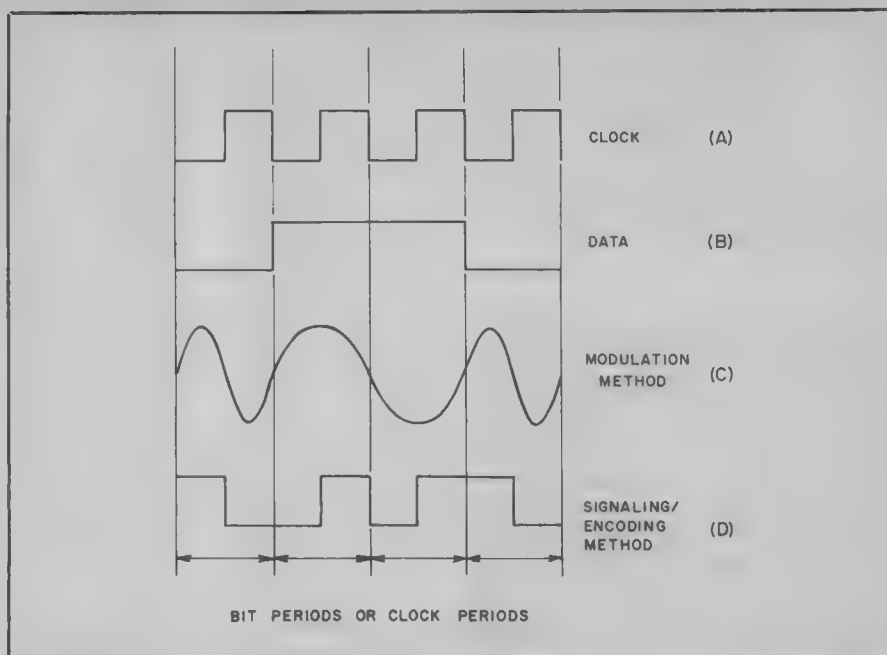 CLOCK (A)
DATA (B)
MODULATION
METHOD (C)
SIGNALING/
ENCODING (D)
METHOD
BIT PERIODS OR CLOCK PERIODS